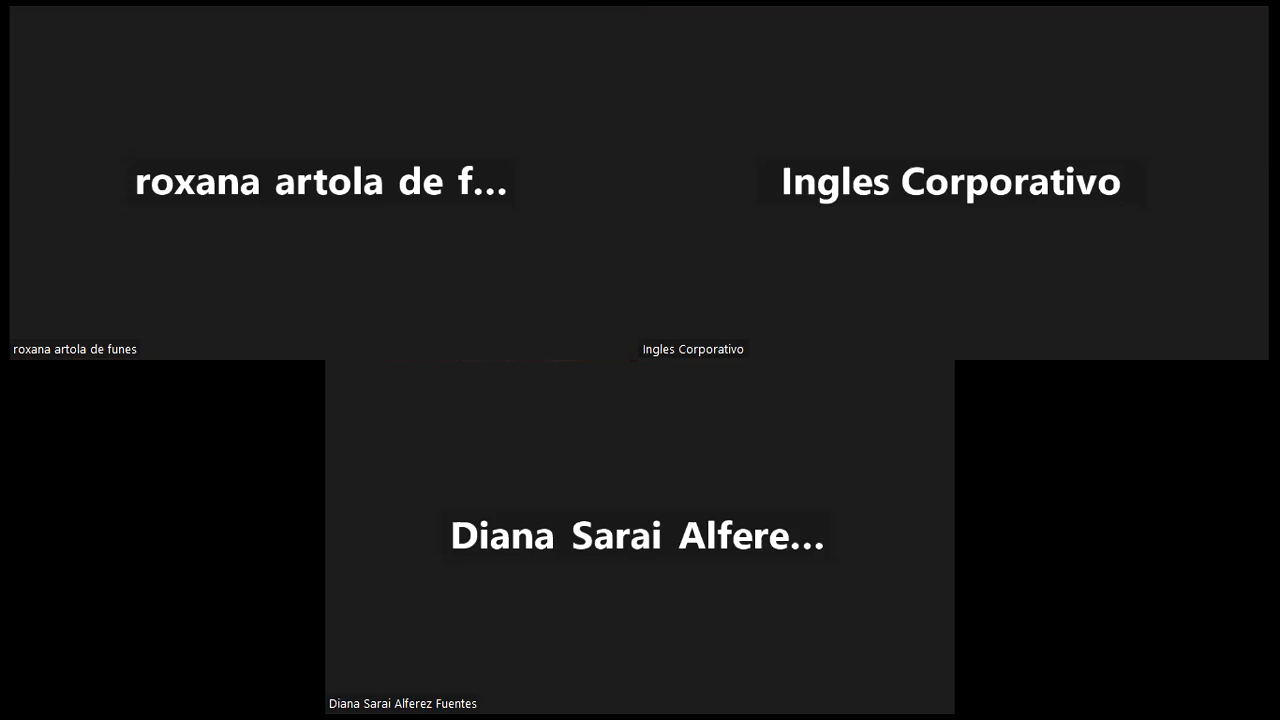 roxana artola de f...
Ingles Corporativo
roxana artola de funes
Ingles Corporativo
Diana Sarai Alfere...
Diana Sarai Alferez Fuentes